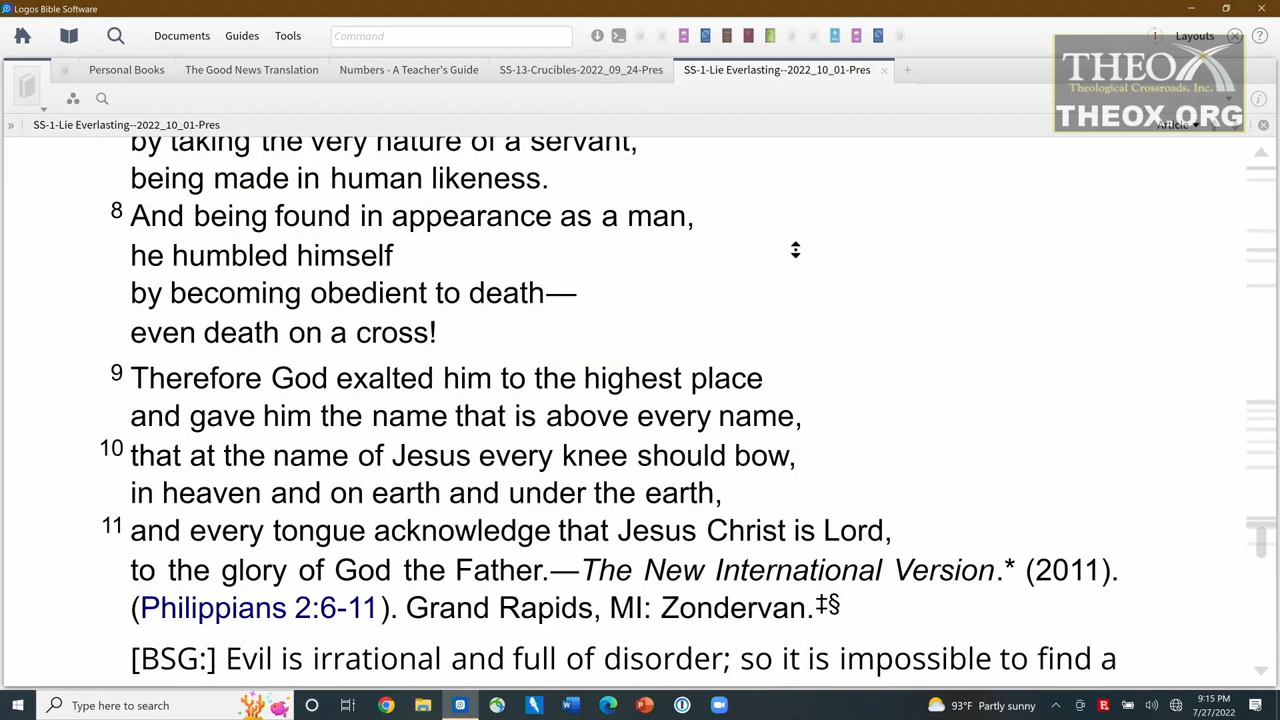 Logos Bible Software
Documents Guides Tools Command Layouts
Personal Books The Good News Translation Numbers - A Teacher's Guide SS-13-Crucibles-2022_09_24-Pres SS-1-Lie Everlasting--2022_10_01-Pres
THEOX
Theological Crossroads, Inc.
THEOX.ORG
SS-1-Lie Everlasting--2022_10_01-Pres Article
by taking the very nature of a servant,
being made in human likeness.
8 And being found in appearance as a man,
he humbled himself
by becoming obedient to death—
even death on a cross!
9 Therefore God exalted him to the highest place
and gave him the name that is above every name,
10 that at the name of Jesus every knee should bow,
in heaven and on earth and under the earth,
11 and every tongue acknowledge that Jesus Christ is Lord,
to the glory of God the Father.—The New International Version.* (2011).
(Philippians 2:6-11). Grand Rapids, MI: Zondervan.‡§
[BSG:] Evil is irrational and full of disorder; so it is impossible to find a
Type here to search
93°F Partly sunny
9:15 PM
7/27/2022